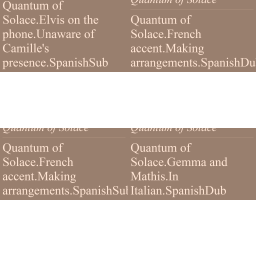 Quantum of
Solace.Elvis on the
phone.Unaware of
Camille's
presence.SpanishSub
Quantum of Solace
Quantum of
Solace.French
accent.Making
arrangements.SpanishDu
Quantum of Solace
Quantum of
Solace.French
accent.Making
arrangements.SpanishSul
Quantum of Solace
Quantum of
Solace.Gemma and
Mathis.In
Italian.SpanishDub